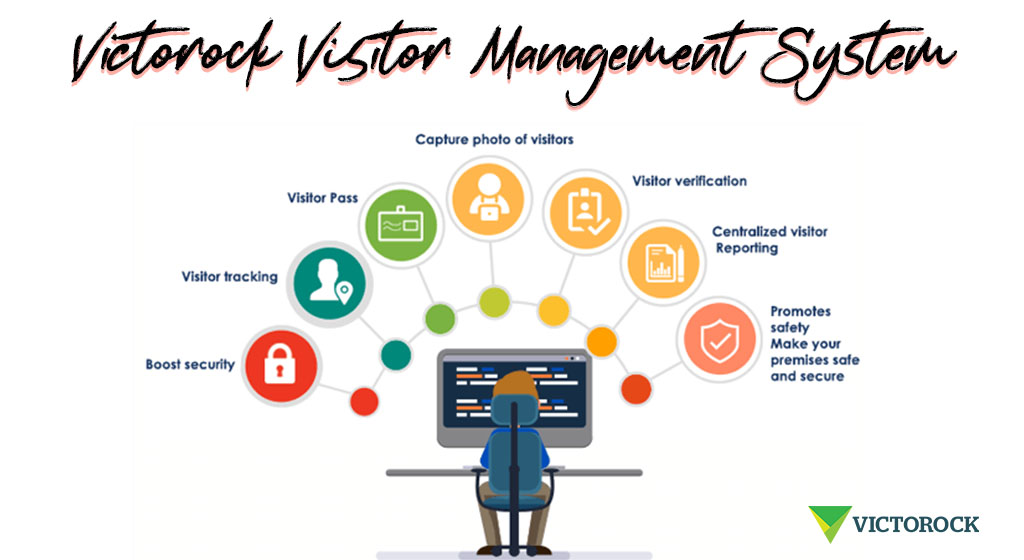 Victorock Visitor Management System
Capture photo of visitors
Visitor verification
Visitor Pass
Centralized visitor
Reporting
Visitor tracking
Promotes
safety
Make your
premises safe
and secure
Boost security
VICTOROCK